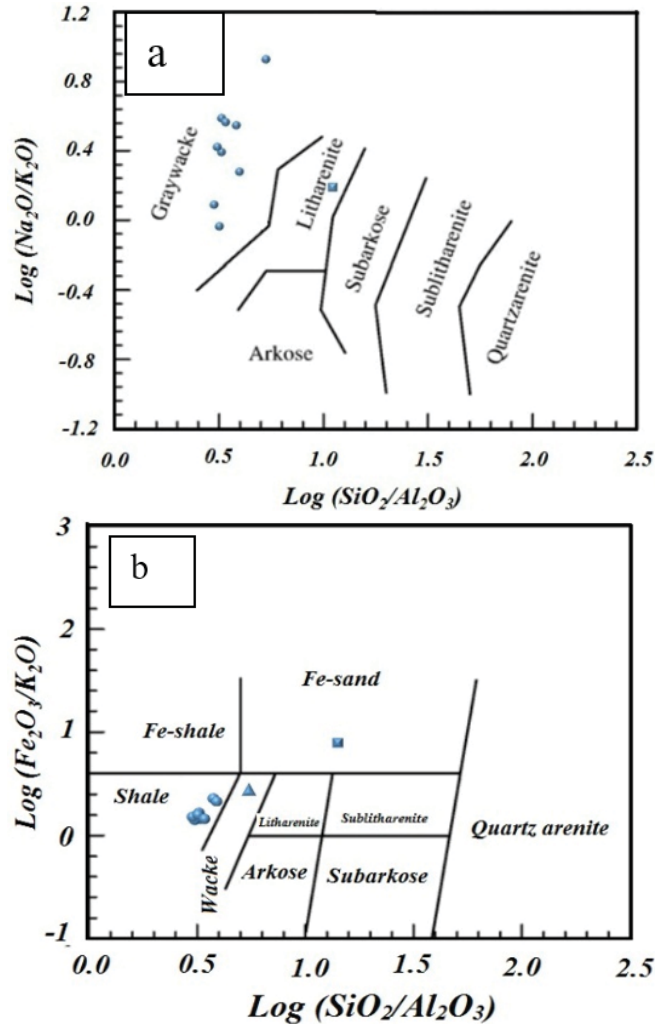 a
1.2
0.8
0.4
0.0
-0.4
-0.8
-1.2
Log (Na₂O/K₂O)
Graywacke
Litharenite
Subarkose
Sublitharenite
Quartzarenite
Arkose
0.0 0.5 1.0 1.5 2.0 2.5
Log (SiO₂/Al₂O₃)
b
3
2
1
0
-1
Log (Fe₂O₃/K₂O)
Fe-sand
Fe-shale
Shale
Litharenite
Sublitharenite
Quartz arenite
Wacke
Arkose
Subarkose
0.0 0.5 1.0 1.5 2.0 2.5
Log (SiO₂/Al₂O₃)